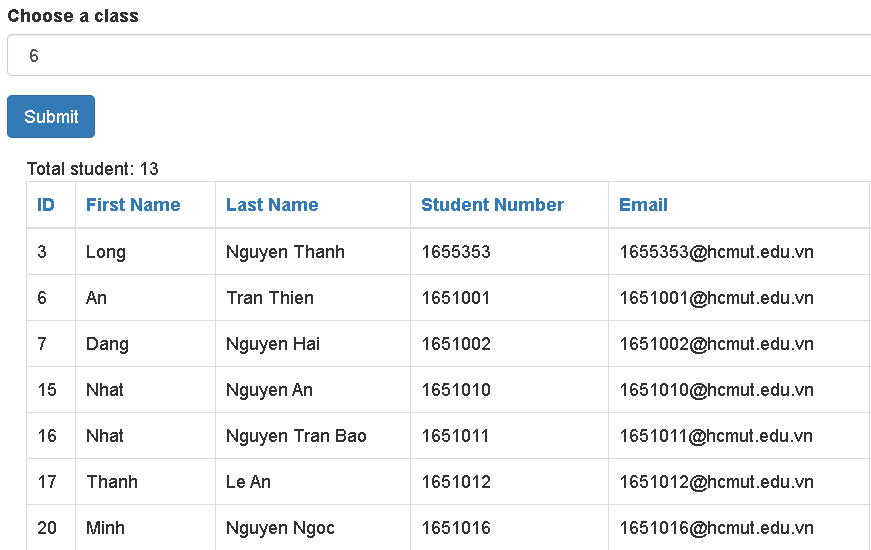 Choose a class
6
Submit
Total student: 13
ID First Name Last Name Student Number Email
3 Long Nguyen Thanh 1655353 1655353@hcmut.edu.vn
6 An Tran Thien 1651001 1651001@hcmut.edu.vn
7 Dang Nguyen Hai 1651002 1651002@hcmut.edu.vn
15 Nhat Nguyen An 1651010 1651010@hcmut.edu.vn
16 Nhat Nguyen Tran Bao 1651011 1651011@hcmut.edu.vn
17 Thanh Le An 1651012 1651012@hcmut.edu.vn
20 Minh Nguyen Ngoc 1651016 1651016@hcmut.edu.vn